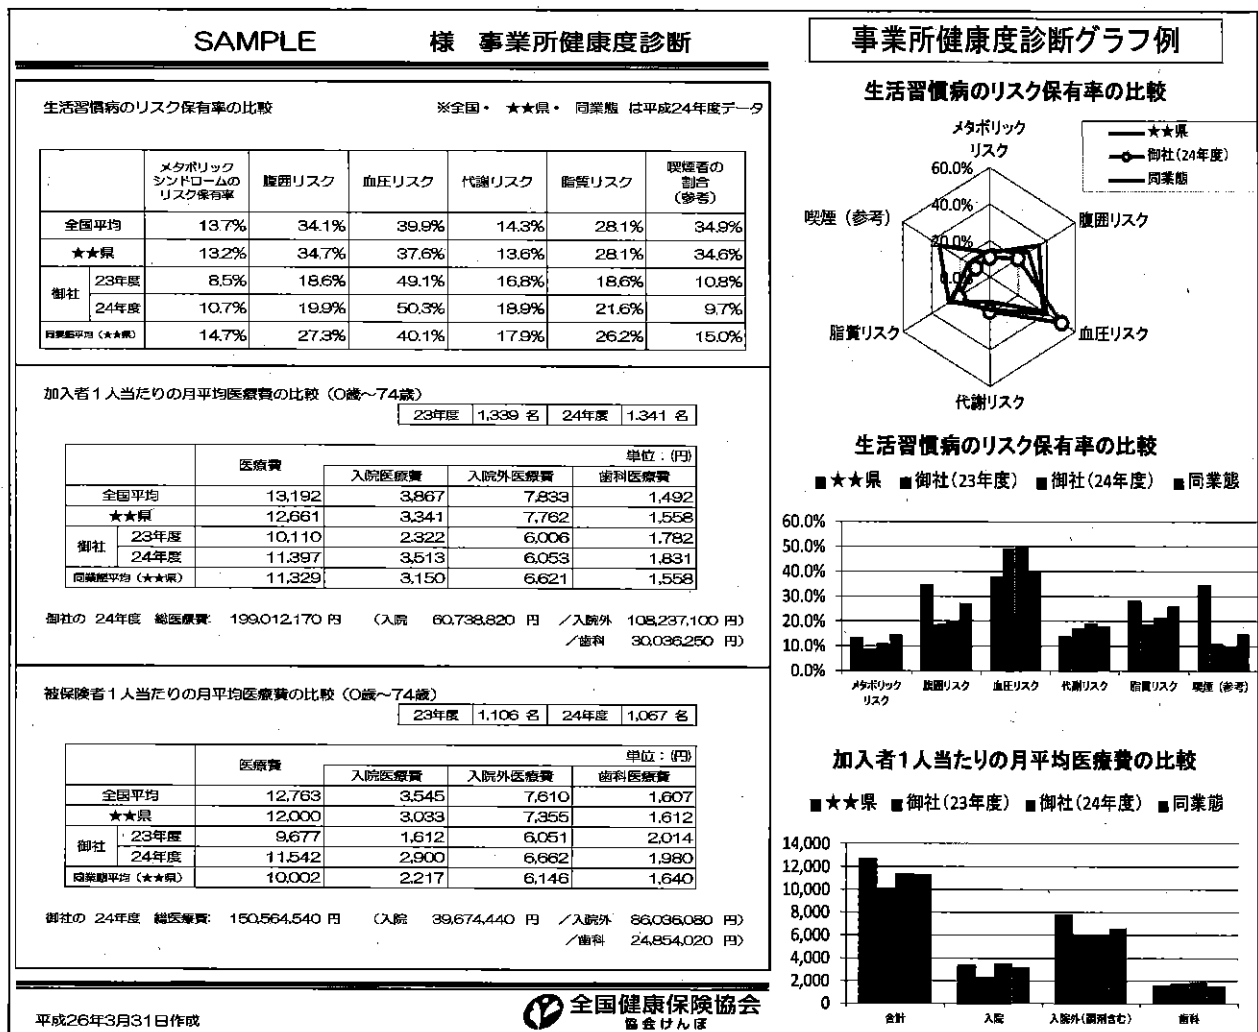 SAMPLE 様 事業所健康度診断
生活習慣病のリスク保有率の比較 ※全国・ ★★県・ 同業態 は平成24年度データ
メタボリックシンドロームのリスク保有率 腹囲リスク 血圧リスク 代謝リスク 脂質リスク 喫煙者の割合(参考)
全国平均 13.7% 34.1% 39.9% 14.3% 28.1% 34.9%
★★県 13.2% 34.7% 37.6% 13.6% 28.1% 34.6%
御社 23年度 8.5% 18.6% 49.1% 16.8% 18.6% 10.8%
24年度 10.7% 19.9% 50.3% 18.9% 21.6% 9.7%
同業態平均(★★県) 14.7% 27.3% 40.1% 17.9% 26.2% 15.0%
加入者1人当たりの月平均医療費の比較(0歳~74歳)
23年度 1,339 名 24年度 1,341 名
単位:(円)
医療費 入院医療費 入院外医療費 歯科医療費
全国平均 13,192 3,867 7,833 1,492
★★県 12,661 3,341 7,762 1,558
御社 23年度 10,110 2,322 6,006 1,782
24年度 11,397 3,513 6,053 1,831
同業態平均(★★県) 11,329 3,150 6,621 1,558
御社の 24年度 総医療費: 199,012,170 円 (入院 60,738,820 円 /入院外 108,237,100 円)
/歯科 30,036,250 円)
被保険者1人当たりの月平均医療費の比較(0歳~74歳)
23年度 1,106 名 24年度 1,067 名
単位:(円)
医療費 入院医療費 入院外医療費 歯科医療費
全国平均 12,763 3,545 7,610 1,607
★★県 12,000 3,033 7,355 1,612
御社 23年度 9,677 1,612 6,051 2,014
24年度 11,542 2,900 6,662 1,980
同業態平均(★★県) 10,002 2,217 6,146 1,640
御社の 24年度 総医療費: 150,564,540 円 (入院 39,674,440 円 /入院外 86,036,080 円)
/歯科 24,854,020 円)
平成26年3月31日作成
全国健康保険協会
協会けんぽ
事業所健康度診断グラフ例
生活習慣病のリスク保有率の比較
★★県
御社(24年度)
同業態
メタボリック
リスク
60.0%
40.0%
20.0%
0.0%
腹囲リスク
血圧リスク
代謝リスク
脂質リスク
喫煙(参考)
生活習慣病のリスク保有率の比較
■★★県 ■御社(23年度) ■御社(24年度) ■同業態
60.0%
50.0%
40.0%
30.0%
20.0%
10.0%
0.0%
メタボリックリスク 腹囲リスク 血圧リスク 代謝リスク 脂質リスク 喫煙(参考)
加入者1人当たりの月平均医療費の比較
■★★県 ■御社(23年度) ■御社(24年度) ■同業態
14,000
12,000
10,000
8,000
6,000
4,000
2,000
0
合計 入院 入院外(調剤含む) 歯科